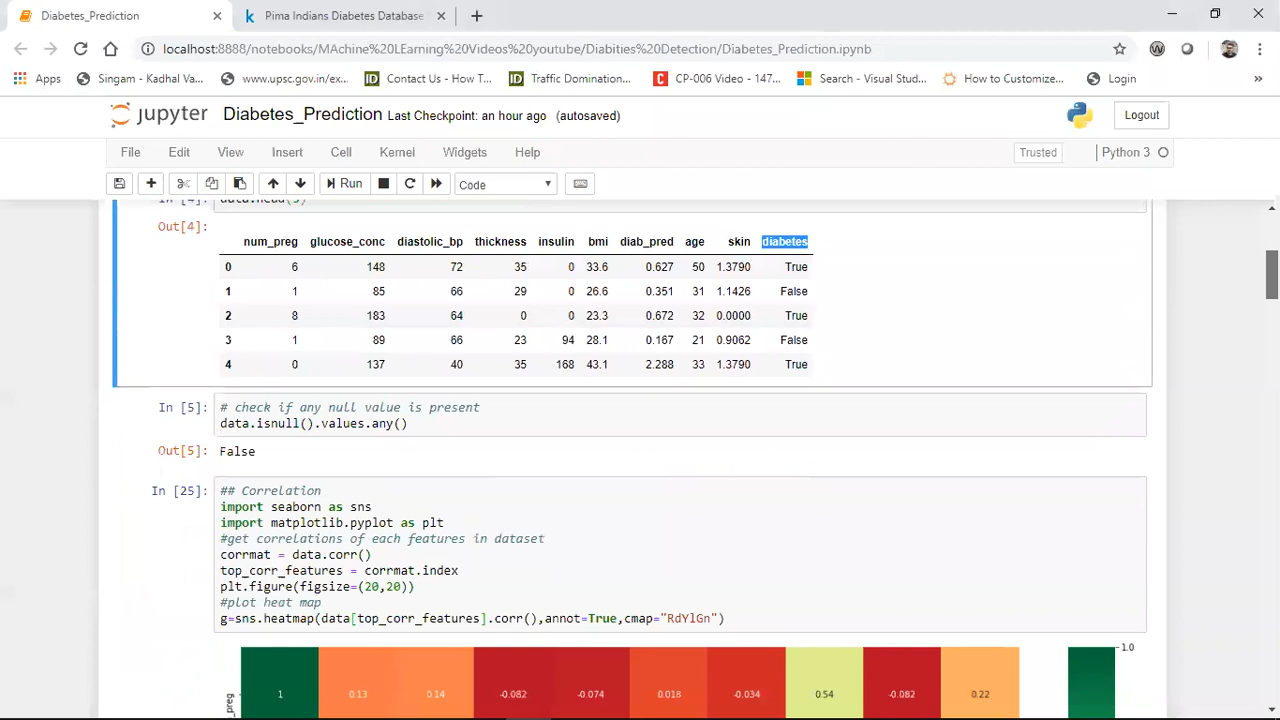 Diabetes_Prediction
Pima Indians Diabetes Database
localhost:8888/notebooks/MAchine%20LEarning%20Videos%20youtube/Diabities%20Detection/Diabetes_Prediction.ipynb
Apps Singam - Kadhal Va... www.upsc.gov.in/ex... Contact Us - How T... Traffic Domination... CP-006 Video - 147... Search - Visual Stud... How to Customize... Login »
jupyter Diabetes_Prediction Last Checkpoint: an hour ago (autosaved) Logout
File Edit View Insert Cell Kernel Widgets Help Trusted Python 3
Run Code
In [4]: data.head(5)
Out[4]:
num_preg glucose_conc diastolic_bp thickness insulin bmi diab_pred age skin diabetes
0 6 148 72 35 0 33.6 0.627 50 1.3790 True
1 1 85 66 29 0 26.6 0.351 31 1.1426 False
2 8 183 64 0 0 23.3 0.672 32 0.0000 True
3 1 89 66 23 94 28.1 0.167 21 0.9062 False
4 0 137 40 35 168 43.1 2.288 33 1.3790 True
In [5]: # check if any null value is present
data.isnull().values.any()
Out[5]: False
In [25]: ## Correlation
import seaborn as sns
import matplotlib.pyplot as plt
#get correlations of each features in dataset
corrmat = data.corr()
top_corr_features = corrmat.index
plt.figure(figsize=(20,20))
#plot heat map
g=sns.heatmap(data[top_corr_features].corr(),annot=True,cmap="RdYlGn")
1.0
1 0.13 0.14 -0.082 -0.074 0.018 -0.034 0.54 -0.082 0.22